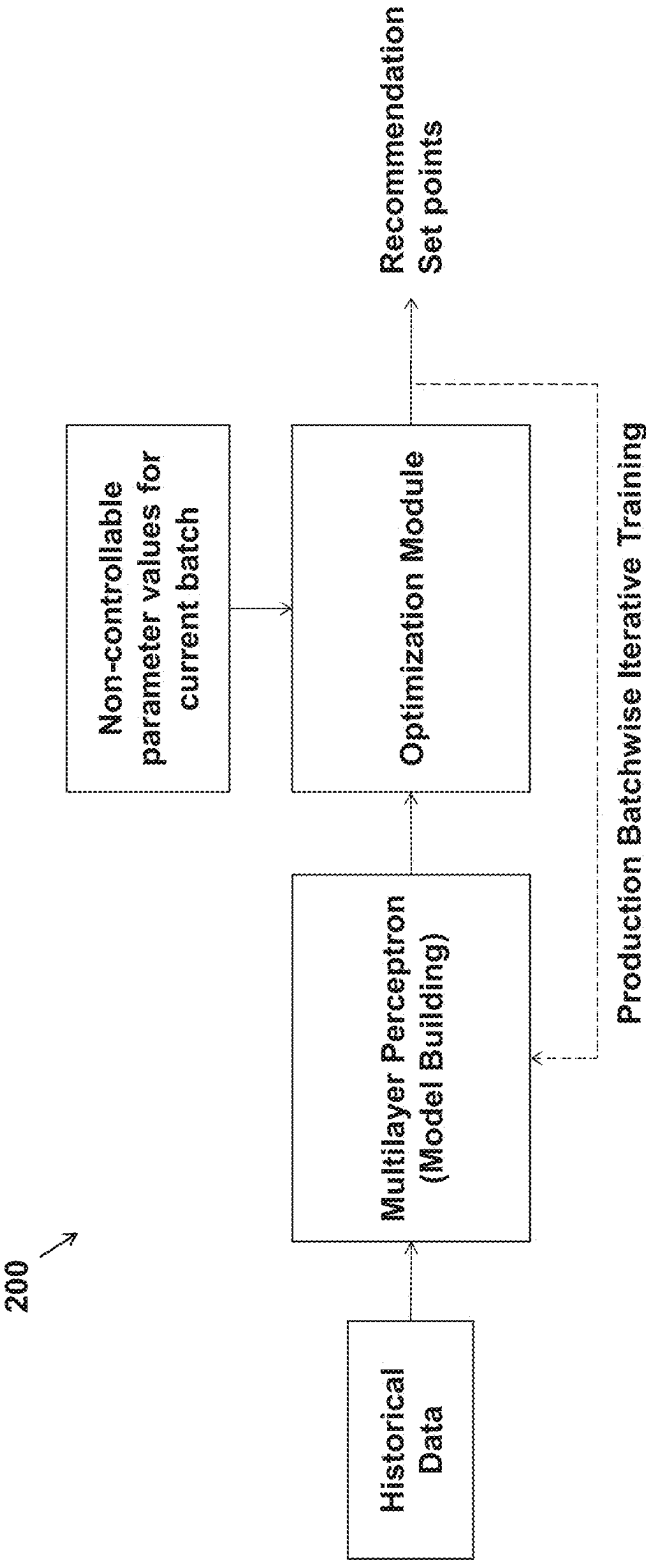 200
Historical
Data
Multilayer Perceptron
(Model Building)
Non-controllable
parameter values for
current batch
Optimization Module
Recommendation
Set points
Production Batchwise Iterative Training